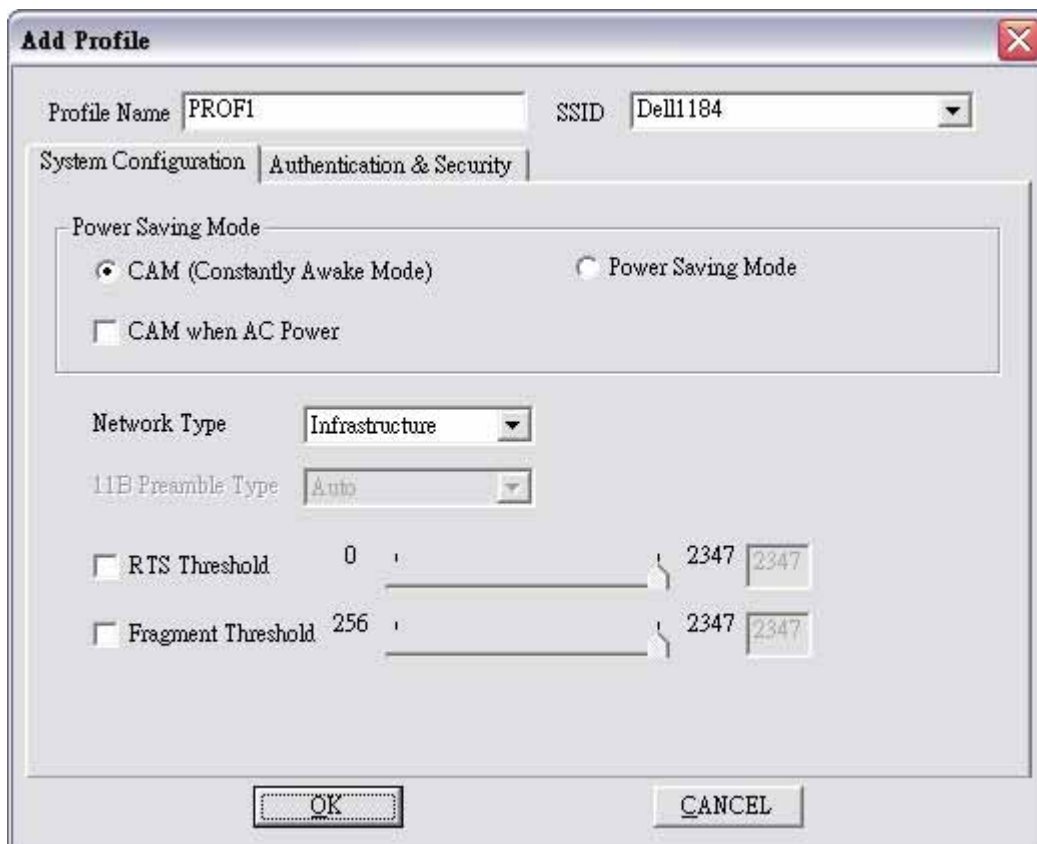 Add Profile
Profile Name PROF1 SSID Dell1184
System Configuration Authentication & Security
Power Saving Mode
CAM (Constantly Awake Mode) Power Saving Mode
CAM when AC Power
Network Type Infrastructure
11B Preamble Type Auto
RTS Threshold 0 2347 2347
Fragment Threshold 256 2347 2347
OK CANCEL